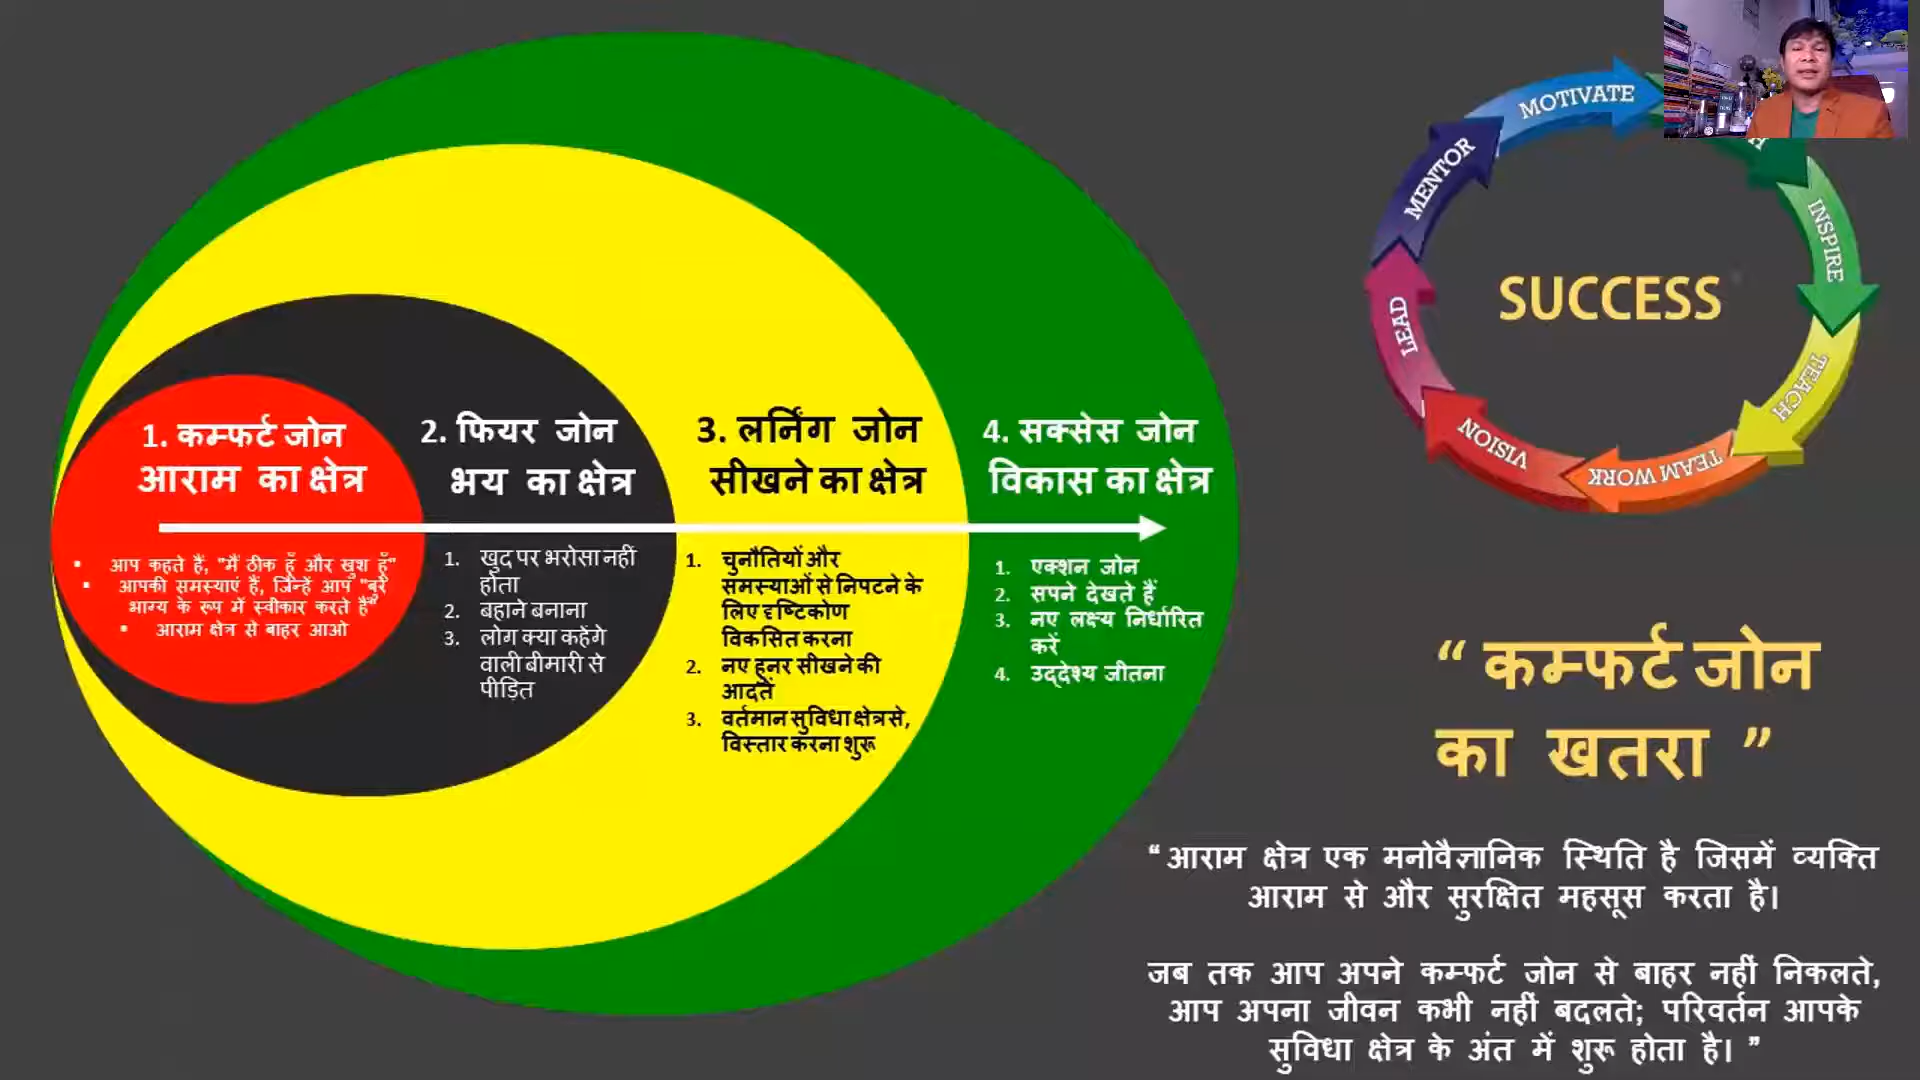 1. कम्फर्ट जोन
आराम का क्षेत्र
▪ आप कहते हैं, "मैं ठीक हूँ और खुश हूँ"
▪ आपकी समस्याएं हैं, जिन्हें आप "बुरे
भाग्य के रूप में स्वीकार करते हैं"
▪ आराम क्षेत्र से बाहर आओ
2. फियर जोन
भय का क्षेत्र
1. खुद पर भरोसा नहीं
होता
2. बहाने बनाना
3. लोग क्या कहेंगे
वाली बीमारी से
पीड़ित
3. लर्निंग जोन
सीखने का क्षेत्र
1. चुनौतियों और
समस्याओं से निपटने के
लिए दृष्टिकोण
विकसित करना
2. नए हूनर सीखने की
आदतें
3. वर्तमान सुविधा क्षेत्र से,
विस्तार करना शुरू
4. सक्सेस जोन
विकास का क्षेत्र
1. एक्शन जोन
2. सपने देखते हैं
3. नए लक्ष्य निर्धारित
करें
4. उद्देश्य जीतना
MOTIVATE
INSPIRE
TEACH
TEAM WORK
VISION
LEAD
MENTOR
SUCCESS
“ कम्फर्ट जोन
का खतरा ”
“ आराम क्षेत्र एक मनोवैज्ञानिक स्थिति है जिसमें व्यक्ति
आराम से और सुरक्षित महसूस करता है।
जब तक आप अपने कम्फर्ट जोन से बाहर नहीं निकलते,
आप अपना जीवन कभी नहीं बदलते; परिवर्तन आपके
सुविधा क्षेत्र के अंत में शुरू होता है। ”